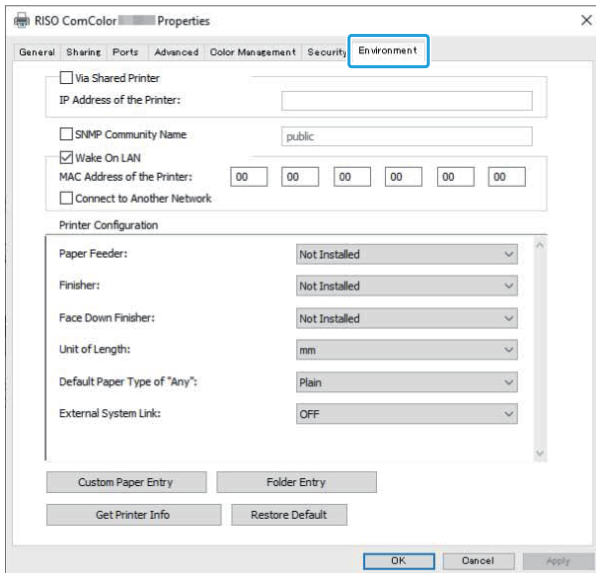 RISO ComColor Properties
General Sharing Ports Advanced Color Management Security Environment
Via Shared Printer
IP Address of the Printer:
SNMP Community Name public
Wake On LAN
MAC Address of the Printer: 00 00 00 00 00 00
Connect to Another Network
Printer Configuration
Paper Feeder: Not Installed
Finisher: Not Installed
Face Down Finisher: Not Installed
Unit of Length: mm
Default Paper Type of "Any": Plain
External System Link: OFF
Custom Paper Entry Folder Entry
Get Printer Info Restore Default
OK Cancel Apply